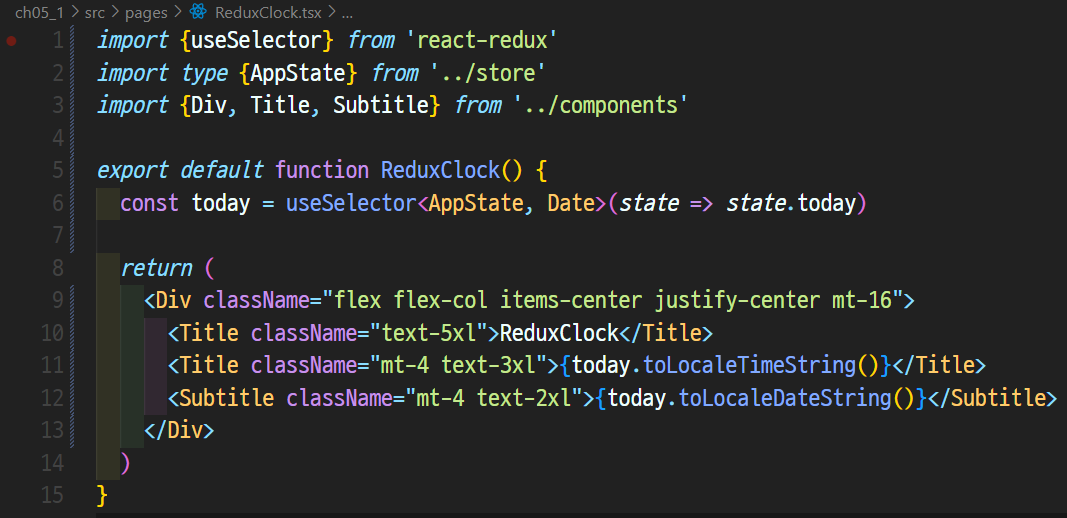 ch05_1 > src > pages > ReduxClock.tsx > ...
1 import {useSelector} from 'react-redux'
2 import type {AppState} from '../store'
3 import {Div, Title, Subtitle} from '../components'
4
5 export default function ReduxClock() {
6 const today = useSelector<AppState, Date>(state => state.today)
7
8 return (
9 <Div className="flex flex-col items-center justify-center mt-16">
10 <Title className="text-5xl">ReduxClock</Title>
11 <Title className="mt-4 text-3xl">{today.toLocaleTimeString()}</Title>
12 <Subtitle className="mt-4 text-2xl">{today.toLocaleDateString()}</Subtitle>
13 </Div>
14 )
15 }